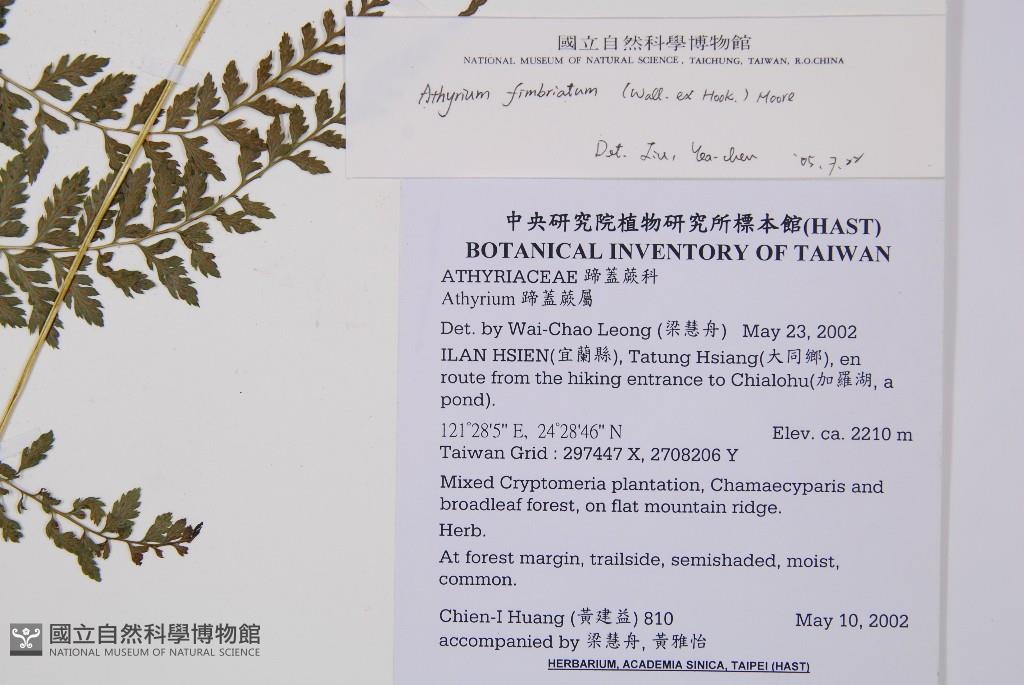 國立自然科學博物館
NATIONAL MUSEUM OF NATURAL SCIENCE, TAICHUNG, TAIWAN, R.O.CHINA
Athyrium fimbriatum (Wall. ex Hook.) Moore
Det. Liu, Yea-chen '05.7.22
中央研究院植物研究所標本館(HAST)
BOTANICAL INVENTORY OF TAIWAN
ATHYRIACEAE 蹄蓋蕨科
Athyrium 蹄蓋蕨屬
Det. by Wai-Chao Leong (梁慧舟) May 23, 2002
ILAN HSIEN(宜蘭縣), Tatung Hsiang(大同鄉), en
route from the hiking entrance to Chialohu(加羅湖, a
pond).
121°28'5" E, 24°28'46" N Elev. ca. 2210 m
Taiwan Grid : 297447 X, 2708206 Y
Mixed Cryptomeria plantation, Chamaecyparis and
broadleaf forest, on flat mountain ridge.
Herb.
At forest margin, trailside, semishaded, moist,
common.
Chien-I Huang (黃建益) 810 May 10, 2002
accompanied by 梁慧舟, 黃雅怡
HERBARIUM, ACADEMIA SINICA, TAIPEI (HAST)
國立自然科學博物館
NATIONAL MUSEUM OF NATURAL SCIENCE